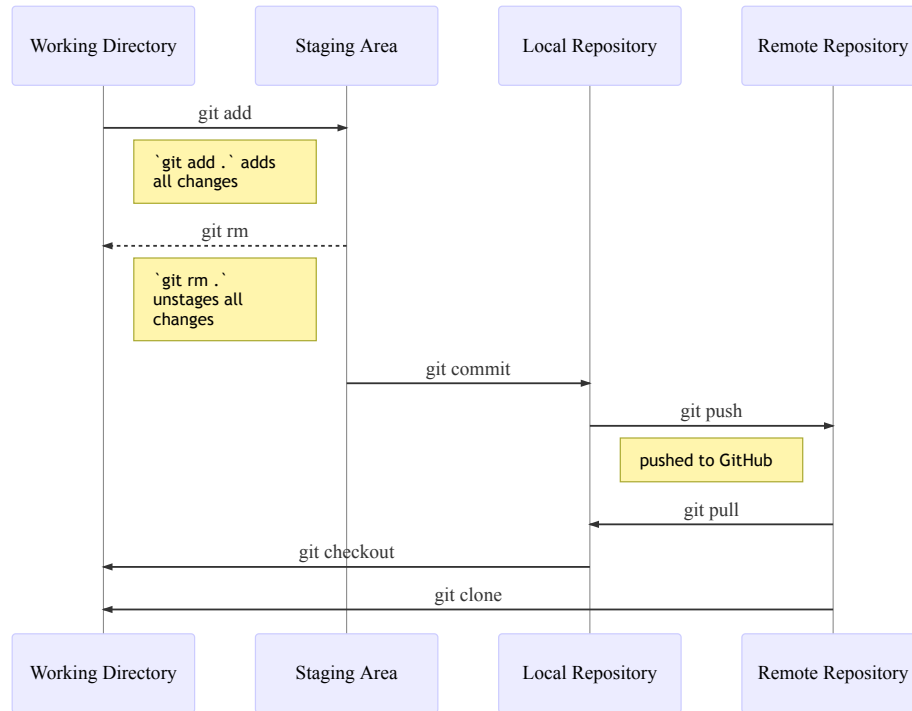 Working Directory
Staging Area
Local Repository
Remote Repository
git add
`git add .` adds
all changes
git rm
`git rm .`
unstages all
changes
git commit
git push
pushed to GitHub
git pull
git checkout
git clone
Working Directory
Staging Area
Local Repository
Remote Repository